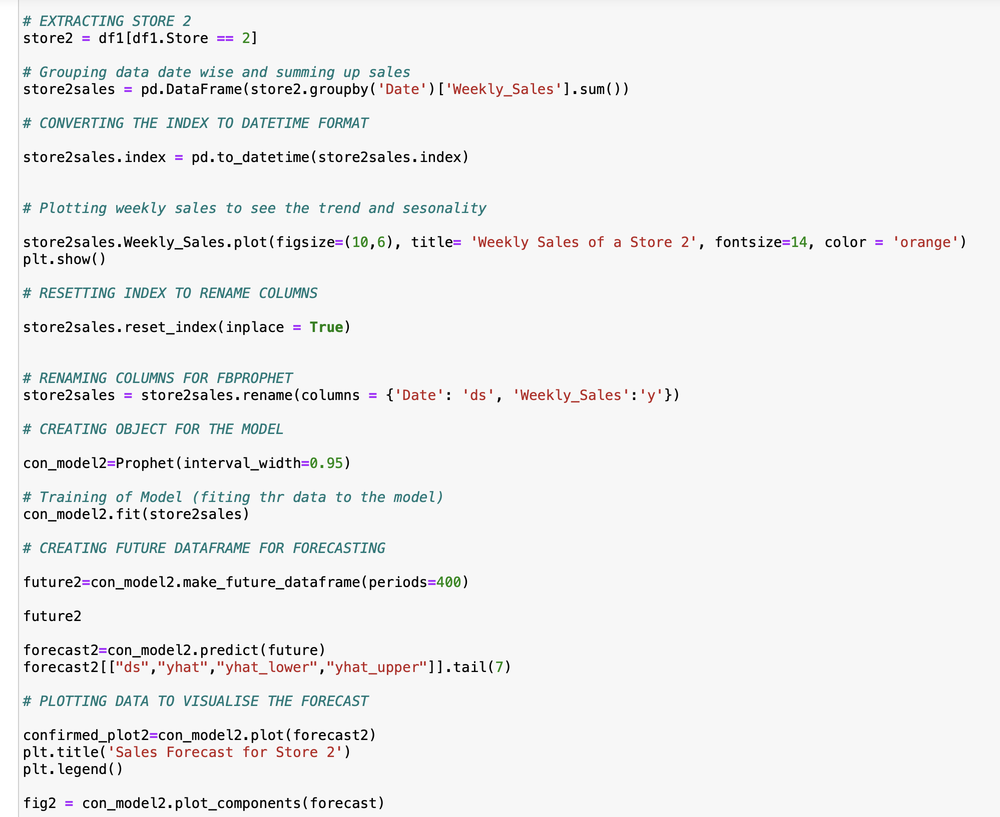 # EXTRACTING STORE 2
store2 = df1[df1.Store == 2]
# Grouping data date wise and summing up sales
store2sales = pd.DataFrame(store2.groupby('Date')['Weekly_Sales'].sum())
# CONVERTING THE INDEX TO DATETIME FORMAT
store2sales.index = pd.to_datetime(store2sales.index)
# Plotting weekly sales to see the trend and sesonality
store2sales.Weekly_Sales.plot(figsize=(10,6), title= 'Weekly Sales of a Store 2', fontsize=14, color = 'orange')
plt.show()
# RESETTING INDEX TO RENAME COLUMNS
store2sales.reset_index(inplace = True)
# RENAMING COLUMNS FOR FBPROPHET
store2sales = store2sales.rename(columns = {'Date': 'ds', 'Weekly_Sales':'y'})
# CREATING OBJECT FOR THE MODEL
con_model2=Prophet(interval_width=0.95)
# Training of Model (fiting thr data to the model)
con_model2.fit(store2sales)
# CREATING FUTURE DATAFRAME FOR FORECASTING
future2=con_model2.make_future_dataframe(periods=400)
future2
forecast2=con_model2.predict(future)
forecast2[["ds","yhat","yhat_lower","yhat_upper"]].tail(7)
# PLOTTING DATA TO VISUALISE THE FORECAST
confirmed_plot2=con_model2.plot(forecast2)
plt.title('Sales Forecast for Store 2')
plt.legend()
fig2 = con_model2.plot_components(forecast)